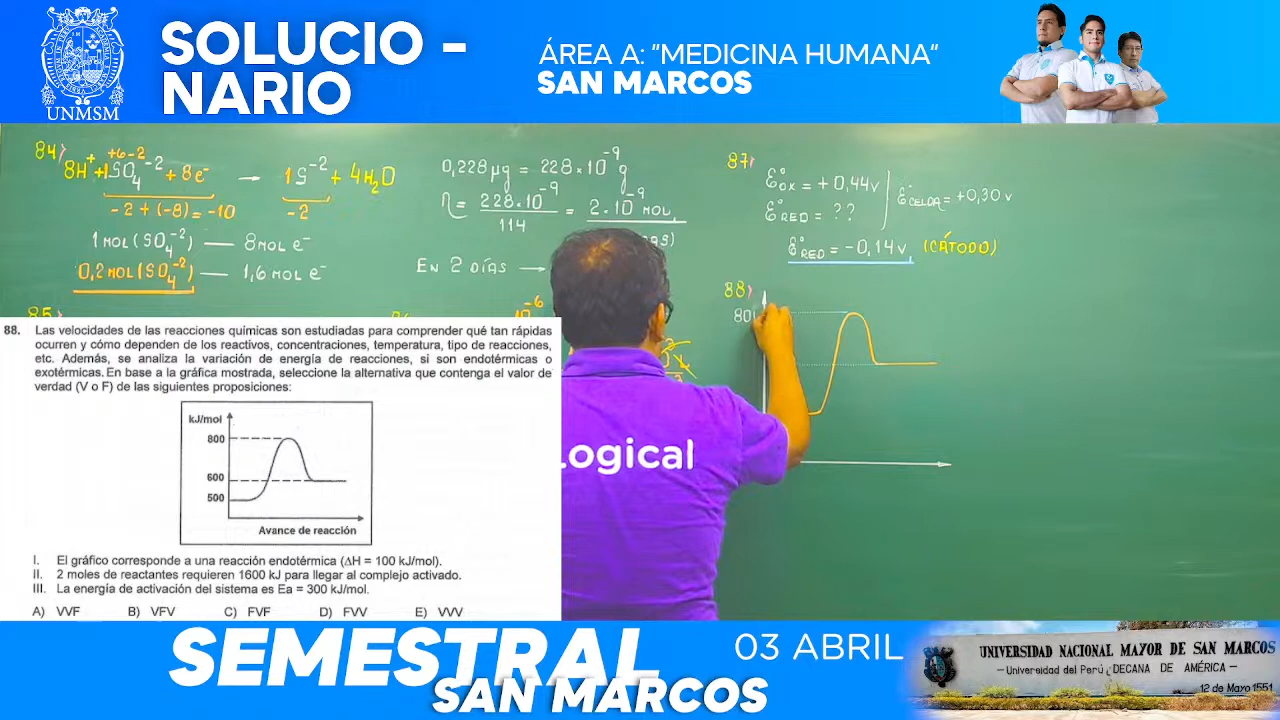 UNMSM
SOLUCIO -
NARIO
ÁREA A: "MEDICINA HUMANA"
SAN MARCOS
84)
+6 -2
8H⁺ + 1SO₄⁻² + 8e⁻ → 1S⁻² + 4H₂O
-2 + (-8) = -10
-2
1 MOL (SO₄⁻²) — 8 MOL e⁻
0,2 MOL (SO₄⁻²) — 1,6 MOL e⁻
85)
0,228 μg = 228 × 10⁻⁹ g
η = 228·10⁻⁹ / 114 = 2·10⁻⁹ MOL
EN 2 DÍAS →
10⁻⁶
87)
Ɛ°OX = + 0,44 v
Ɛ°RED = ??
Ɛ°CELDA = +0,30 v
Ɛ°RED = -0,14 v (CÁTODO)
88)
80
88. Las velocidades de las reacciones químicas son estudiadas para comprender qué tan rápidas
ocurren y cómo dependen de los reactivos, concentraciones, temperatura, tipo de reacciones,
etc. Además, se analiza la variación de energía de reacciones, si son endotérmicas o
exotérmicas. En base a la gráfica mostrada, seleccione la alternativa que contenga el valor de
verdad (V o F) de las siguientes proposiciones:
kJ/mol
800
600
500
Avance de reacción
I. El gráfico corresponde a una reacción endotérmica (ΔH = 100 kJ/mol).
II. 2 moles de reactantes requieren 1600 kJ para llegar al complejo activado.
III. La energía de activación del sistema es Ea = 300 kJ/mol.
A) VVF B) VFV C) FVF D) FVV E) VVV
Logical
SEMESTRAL
SAN MARCOS
03 ABRIL
UNIVERSIDAD NACIONAL MAYOR DE SAN MARCOS
- Universidad del Perú, DECANA DE AMÉRICA -
12 de Mayo 1551